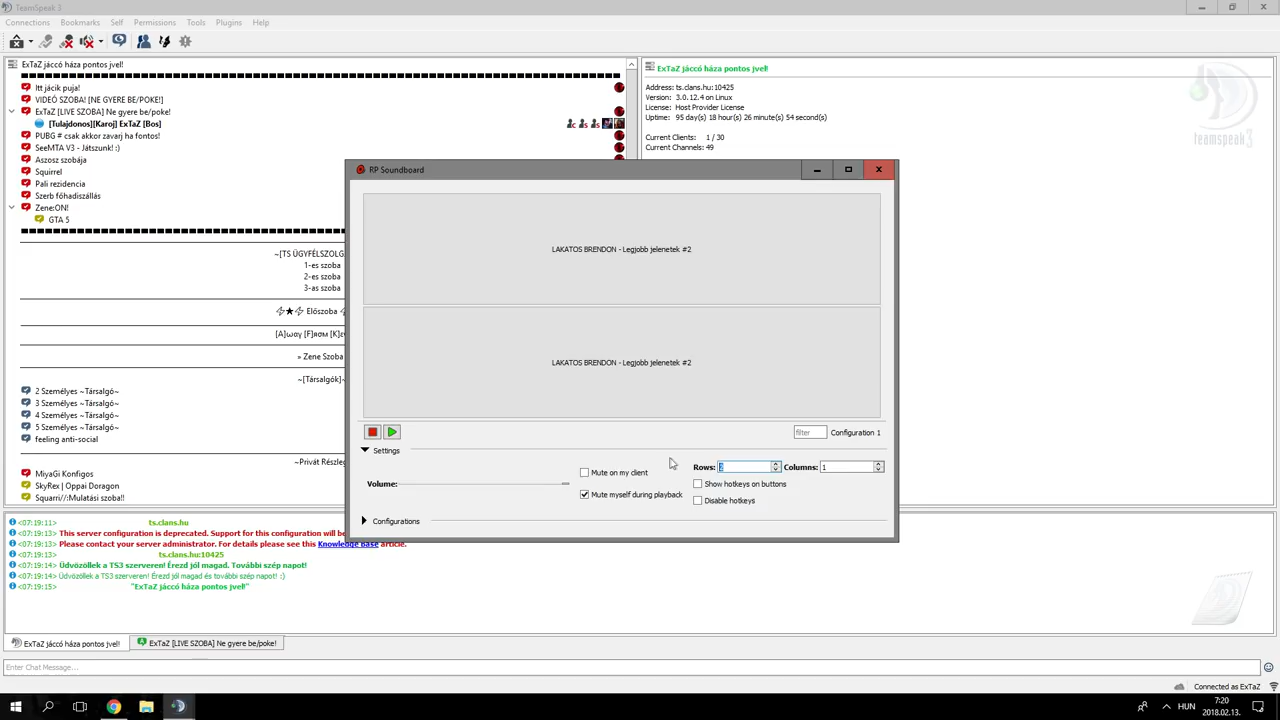 TeamSpeak 3
Connections Bookmarks Self Permissions Tools Plugins Help
ExTaZ jáccó háza pontos jvel!
Itt jácik puja!
VIDEÓ SZOBA! [NE GYERE BE/POKE!]
ExTaZ [LIVE SZOBA] Ne gyere be/poke!
[Tulajdonos][Karoj] ExTaZ [Bos]
PUBG # csak akkor zavarj ha fontos!
SeeMTA V3 - Játszunk! :)
Aszosz szobája
Squirrel
Pali rezidencia
Szerb főhadiszállás
Zene:ON!
GTA 5
~[TS ÜGYFÉLSZOLG
1-es szoba
2-es szoba
3-as szoba
Előszoba
» Zene Szoba
~[Társalgók]~
2 Személyes ~Társalgó~
3 Személyes ~Társalgó~
4 Személyes ~Társalgó~
5 Személyes ~Társalgó~
feeling anti-social
~Privát Részleg
MiyaGi Konfigos
SkyRex | Oppai Doragon
Squarri//:Mulatási szoba!
ExTaZ jáccó háza pontos jvel!
Address: ts.clans.hu:10425
Version: 3.0.12.4 on Linux
License: Host Provider License
Uptime: 95 day(s) 18 hour(s) 26 minute(s) 54 second(s)
Current Clients: 1 / 30
Current Channels: 49
teamspeak 3
RP Soundboard
LAKATOS BRENDON - Legjobb jelenetek #2
LAKATOS BRENDON - Legjobb jelenetek #2
filter Configuration 1
Settings
Volume:
Mute on my client
Mute myself during playback
Rows: 2 Columns: 1
Show hotkeys on buttons
Disable hotkeys
Configurations
<07:19:11> ts.clans.hu
<07:19:13> This server configuration is deprecated. Support for this configuration will be
<07:19:13> Please contact your server administrator. For details please see this Knowledge Base article.
<07:19:13> ts.clans.hu:10425
<07:19:14> Üdvözöllek a TS3 szerveren! Érezd jól magad. További szép napot!
<07:19:14> Üdvözöllek a TS3 szerveren! Érezd jól magad és további szép napot! :)
<07:19:15> "ExTaZ jáccó háza pontos jvel!"
ExTaZ jáccó háza pontos jvel! ExTaZ [LIVE SZOBA] Ne gyere be/poke!
Enter Chat Message...
Connected as ExTaZ
HUN
7:20
2018.02.13.